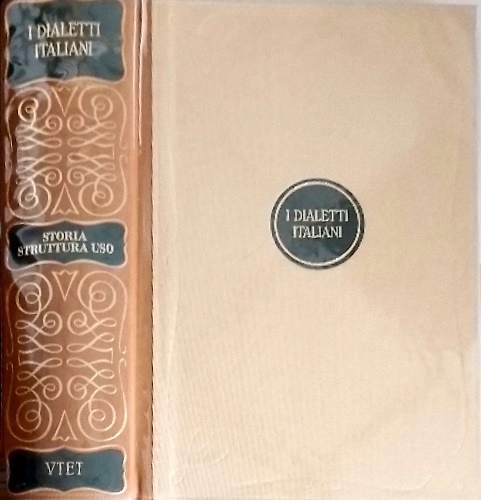 I DIALETTI
ITALIANI
STORIA
STRUTTURA USO
VTET
I DIALETTI
ITALIANI